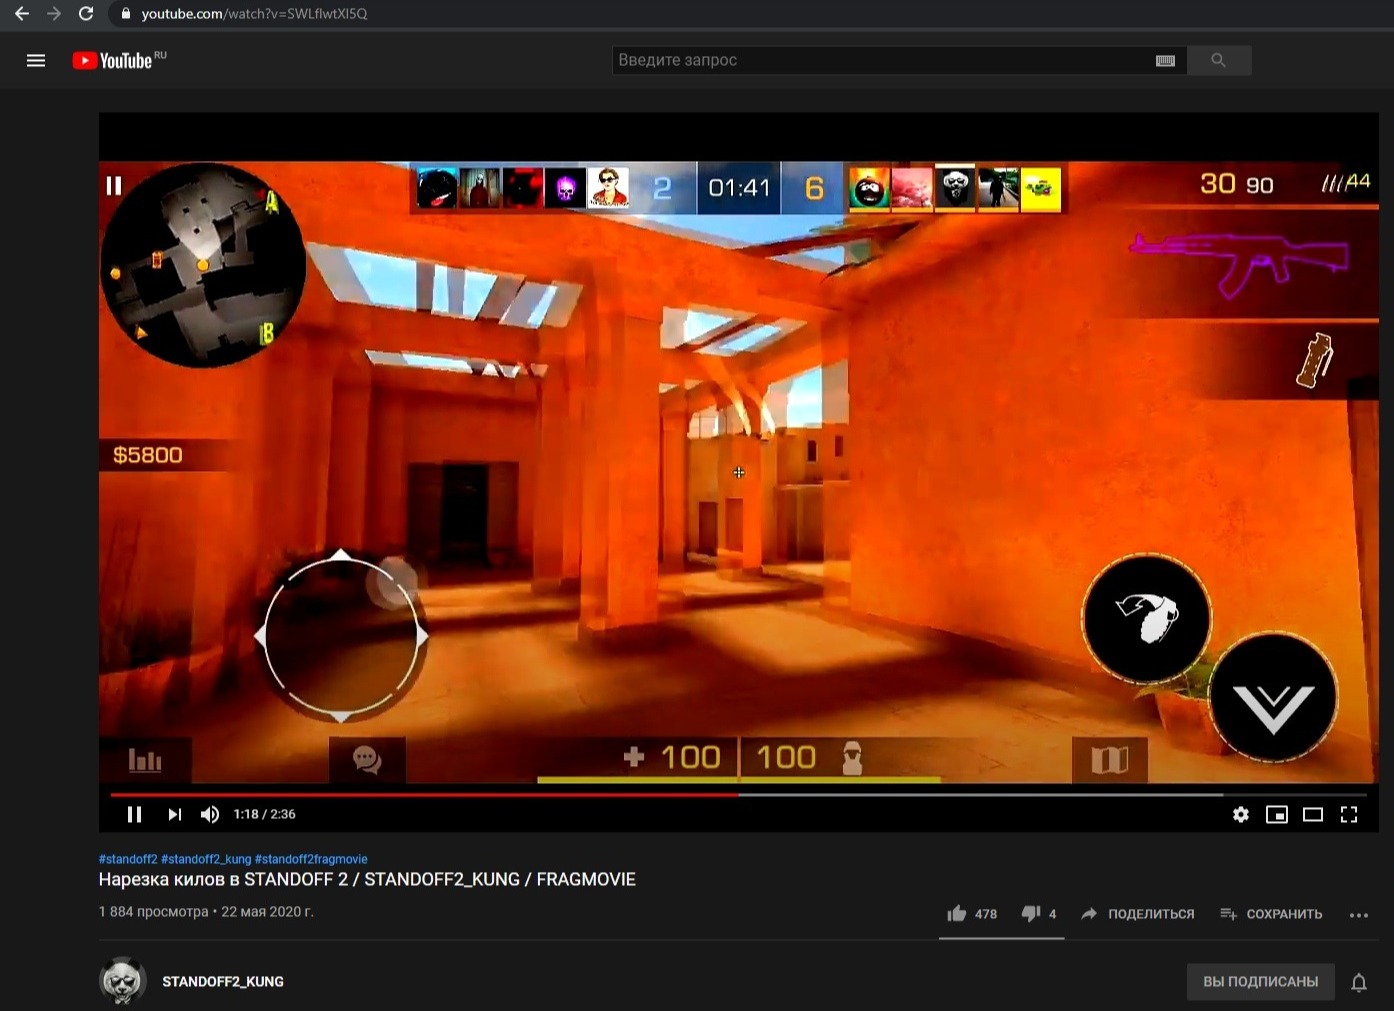 youtube.com/watch?v=SWLflwtXl5Q
YouTube RU
Введите запрос
2 01:41 6
30 90
44
A
B
$5800
100 100
1:18 / 2:36
#standoff2 #standoff2_kung #standoff2fragmovie
Нарезка килов в STANDOFF 2 / STANDOFF2_KUNG / FRAGMOVIE
1 884 просмотра • 22 мая 2020 г.
478 4 ПОДЕЛИТЬСЯ СОХРАНИТЬ
STANDOFF2_KUNG
ВЫ ПОДПИСАНЫ